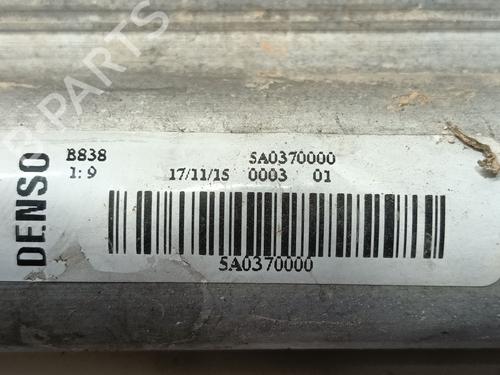 B-PARTS
DENSO
B838 5A0370000
1: 9 17/11/15 0003 01
5A0370000